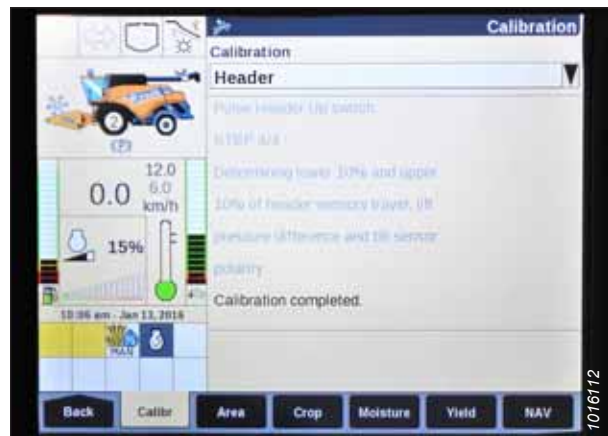 Calibration
Calibration
Header
Pulse Header Up switch.
STEP 4/4
Determining lower 10% and upper
10% of header sensors travel, lift
pressure difference and tilt sensor
polarity
Calibration completed.
2
(P)
12.0
6.0
0.0
km/h
15%
10:06 am - Jan 13, 2016
MAN
Back
Calibr
Area
Crop
Moisture
Yield
NAV
1016112